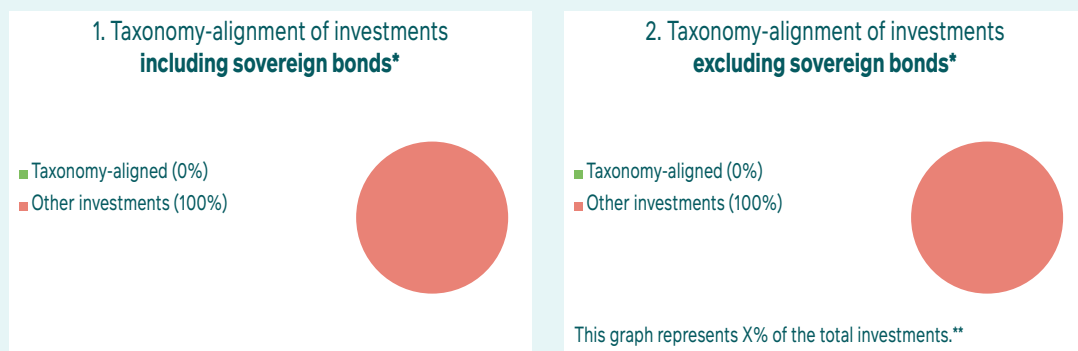 1. Taxonomy-alignment of investments
including sovereign bonds*
Taxonomy-aligned (0%)
Other investments (100%)
2. Taxonomy-alignment of investments
excluding sovereign bonds*
Taxonomy-aligned (0%)
Other investments (100%)
This graph represents X% of the total investments.**